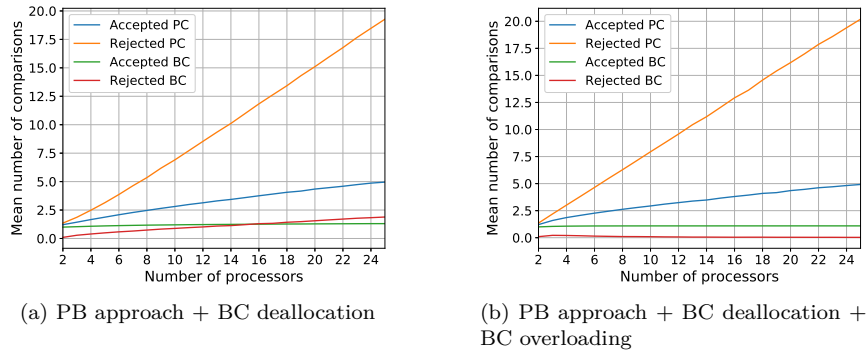 20.0
17.5
15.0
12.5
10.0
7.5
5.0
2.5
0.0
Mean number of comparisons
Accepted PC
Rejected PC
Accepted BC
Rejected BC
2 4 6 8 10 12 14 16 18 20 22 24
Number of processors
(a) PB approach + BC deallocation
20.0
17.5
15.0
12.5
10.0
7.5
5.0
2.5
0.0
Mean number of comparisons
Accepted PC
Rejected PC
Accepted BC
Rejected BC
2 4 6 8 10 12 14 16 18 20 22 24
Number of processors
(b) PB approach + BC deallocation +
BC overloading